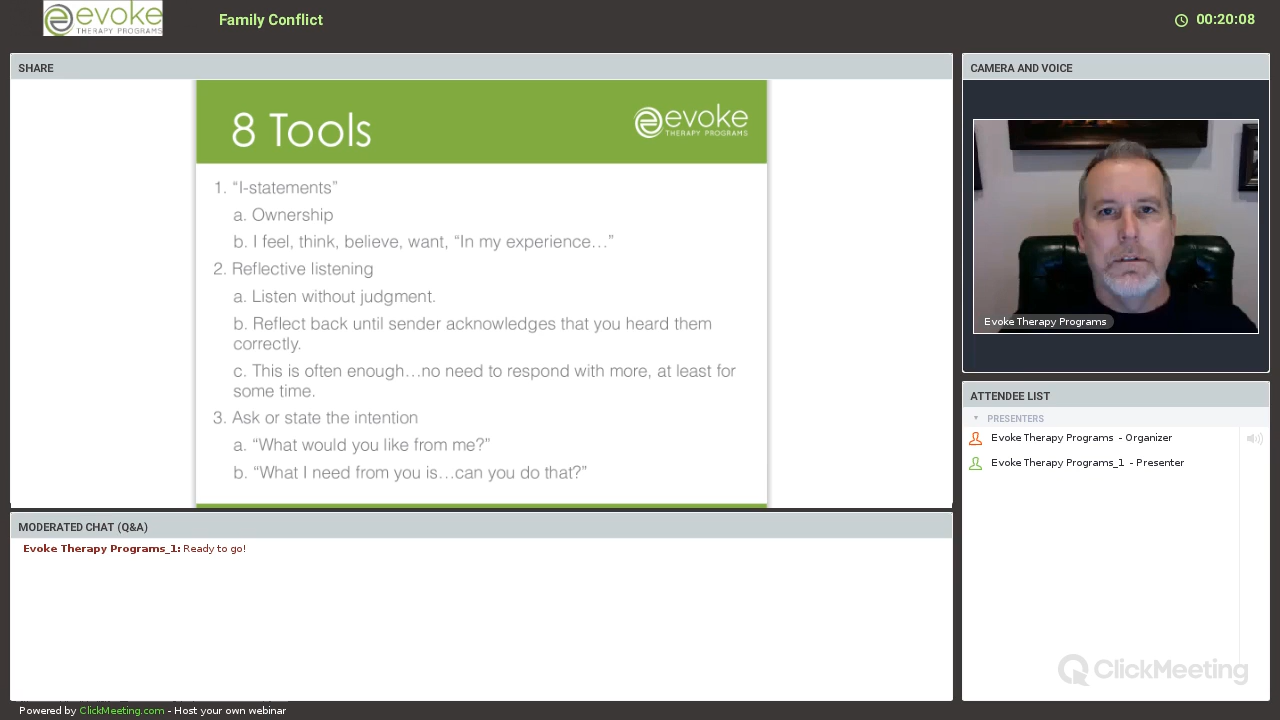 evoke
THERAPY PROGRAMS
Family Conflict
00:20:08
SHARE
8 Tools
evoke
THERAPY PROGRAMS
1. “I-statements”
a. Ownership
b. I feel, think, believe, want, “In my experience…”
2. Reflective listening
a. Listen without judgment.
b. Reflect back until sender acknowledges that you heard them
correctly.
c. This is often enough…no need to respond with more, at least for
some time.
3. Ask or state the intention
a. “What would you like from me?”
b. “What I need from you is…can you do that?”
CAMERA AND VOICE
Evoke Therapy Programs
ATTENDEE LIST
PRESENTERS
Evoke Therapy Programs - Organizer
Evoke Therapy Programs_1 - Presenter
MODERATED CHAT (Q&A)
Evoke Therapy Programs_1: Ready to go!
ClickMeeting
Powered by ClickMeeting.com - Host your own webinar